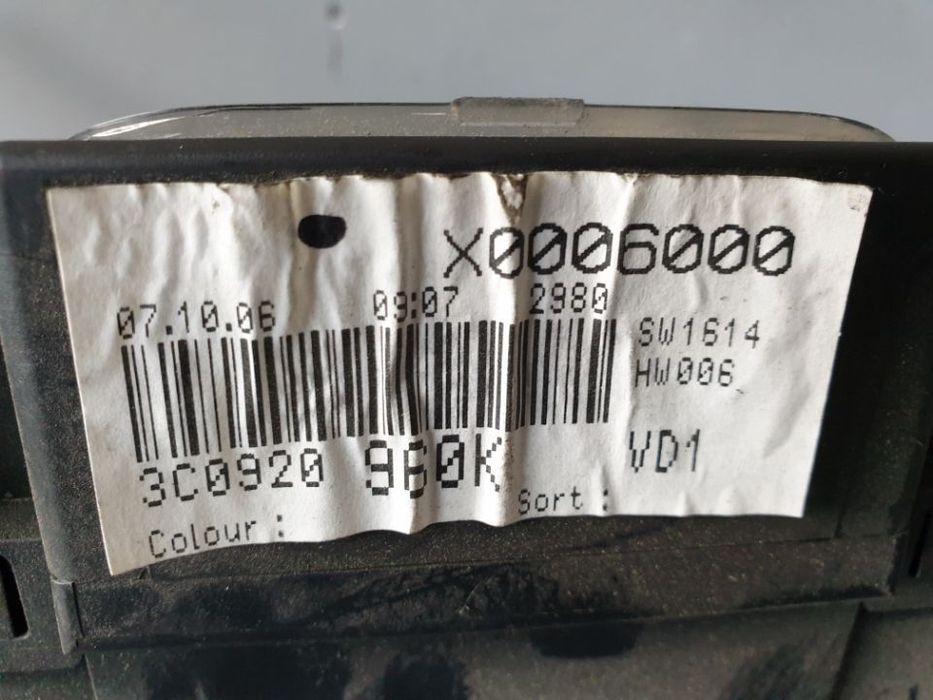 X0006000
07.10.06 09:07 2980
SW1614
HW006
3C0920 960K VD1
Colour : Sort :